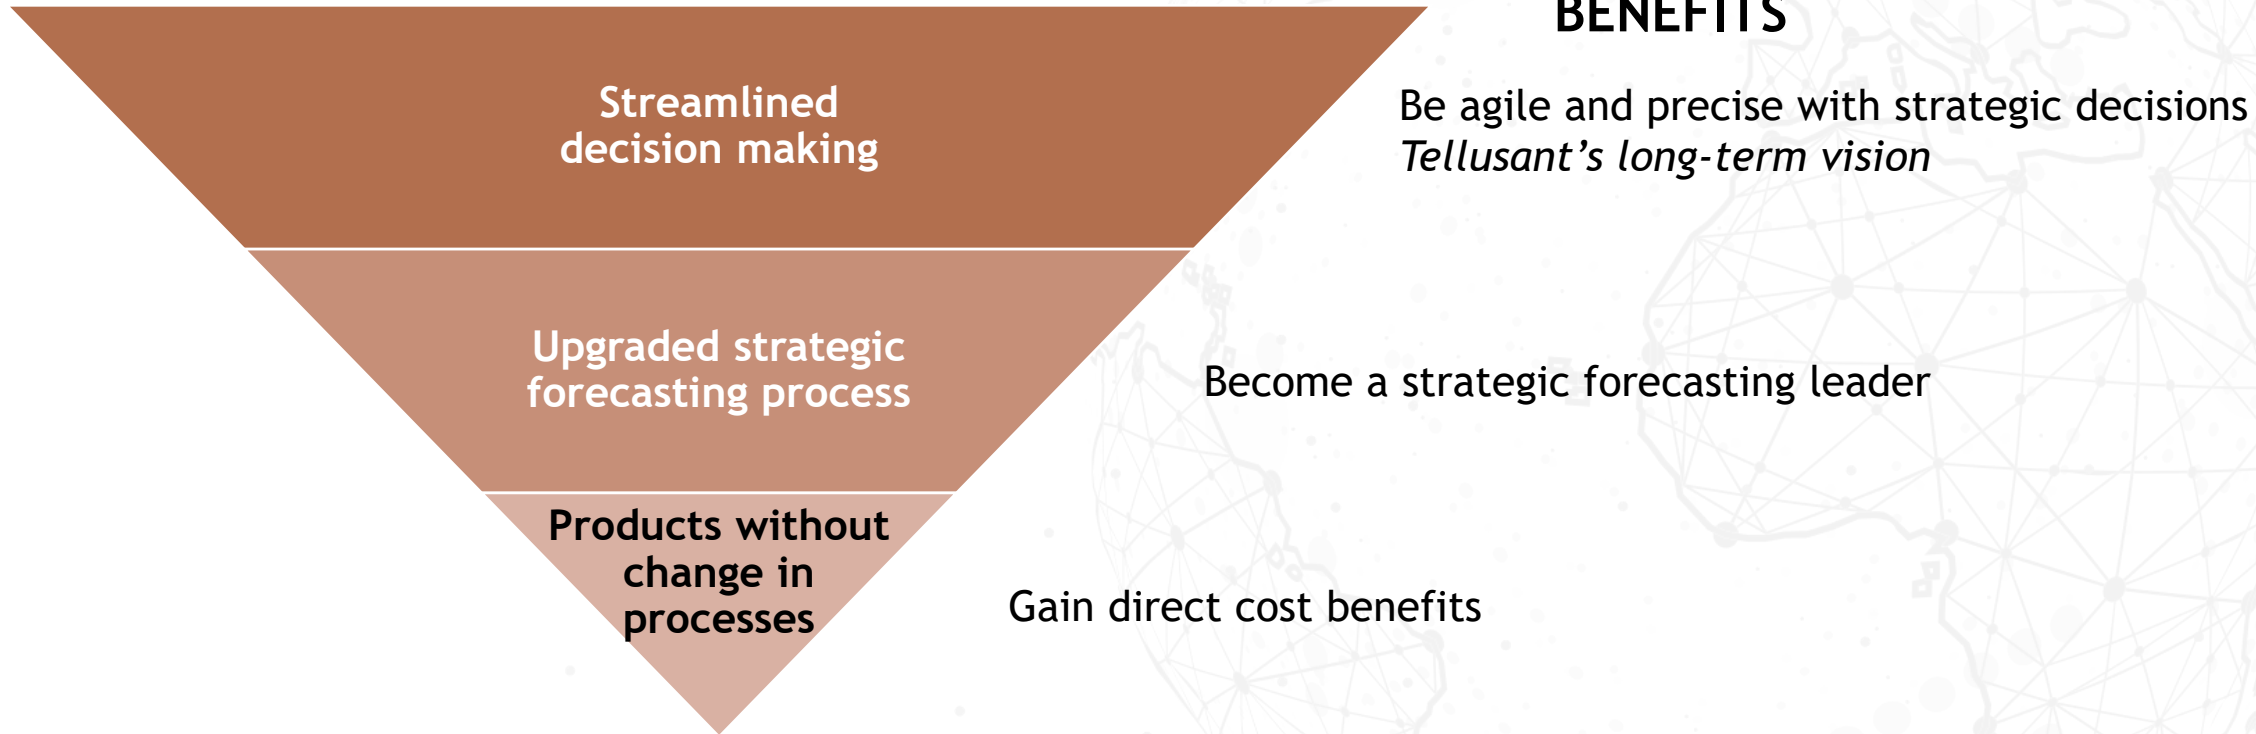 BENEFITS
Streamlined
decision making
Be agile and precise with strategic decisions
Tellusant’s long-term vision
Upgraded strategic
forecasting process
Become a strategic forecasting leader
Products without
change in
processes
Gain direct cost benefits